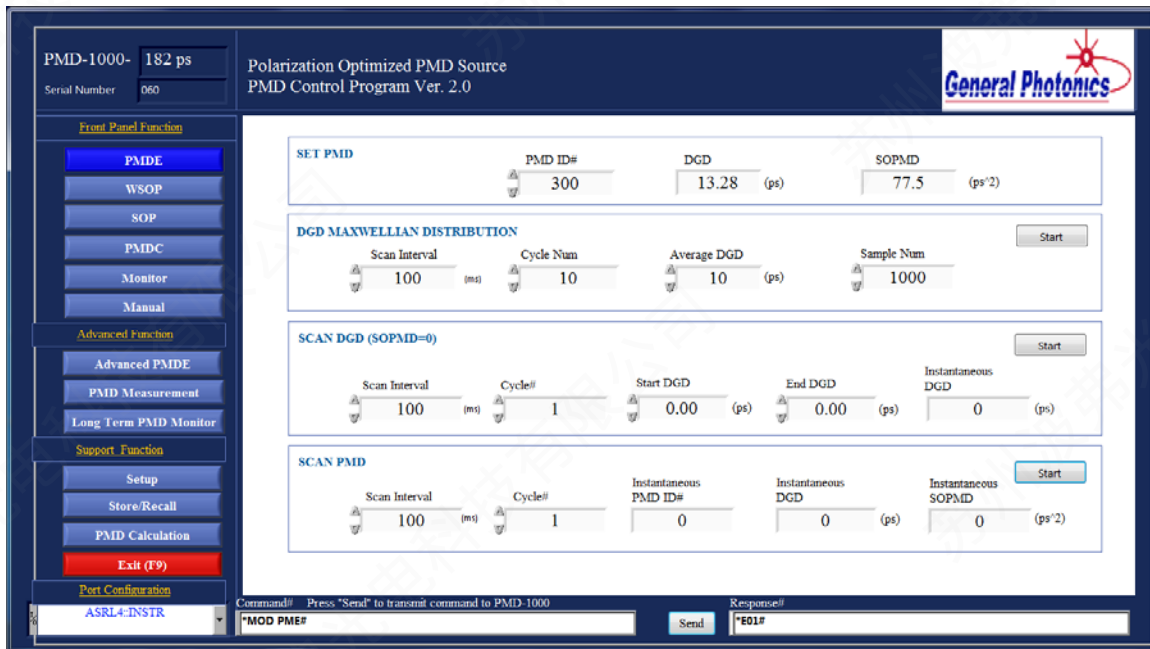 PMD-1000- 182 ps
Serial Number 060
Polarization Optimized PMD Source
PMD Control Program Ver. 2.0
General Photonics
Front Panel Function
PMDE
WSOP
SOP
PMDC
Monitor
Manual
Advanced Function
Advanced PMDE
PMD Measurement
Long Term PMD Monitor
Support Function
Setup
Store/Recall
PMD Calculation
Exit (F9)
Port Configuration
ASRL4::INSTR
SET PMD
PMD ID# DGD SOPMD
300 13.28 (ps) 77.5 (ps^2)
DGD MAXWELLIAN DISTRIBUTION Start
Scan Interval Cycle Num Average DGD Sample Num
100 (ms) 10 10 (ps) 1000
SCAN DGD (SOPMD=0) Start
Scan Interval Cycle# Start DGD End DGD Instantaneous DGD
100 (ms) 1 0.00 (ps) 0.00 (ps) 0 (ps)
SCAN PMD Start
Scan Interval Cycle# Instantaneous PMD ID# Instantaneous DGD Instantaneous SOPMD
100 (ms) 1 0 0 (ps) 0 (ps^2)
Command# Press "Send" to transmit command to PMD-1000 Response#
*MOD PME# Send *E01#